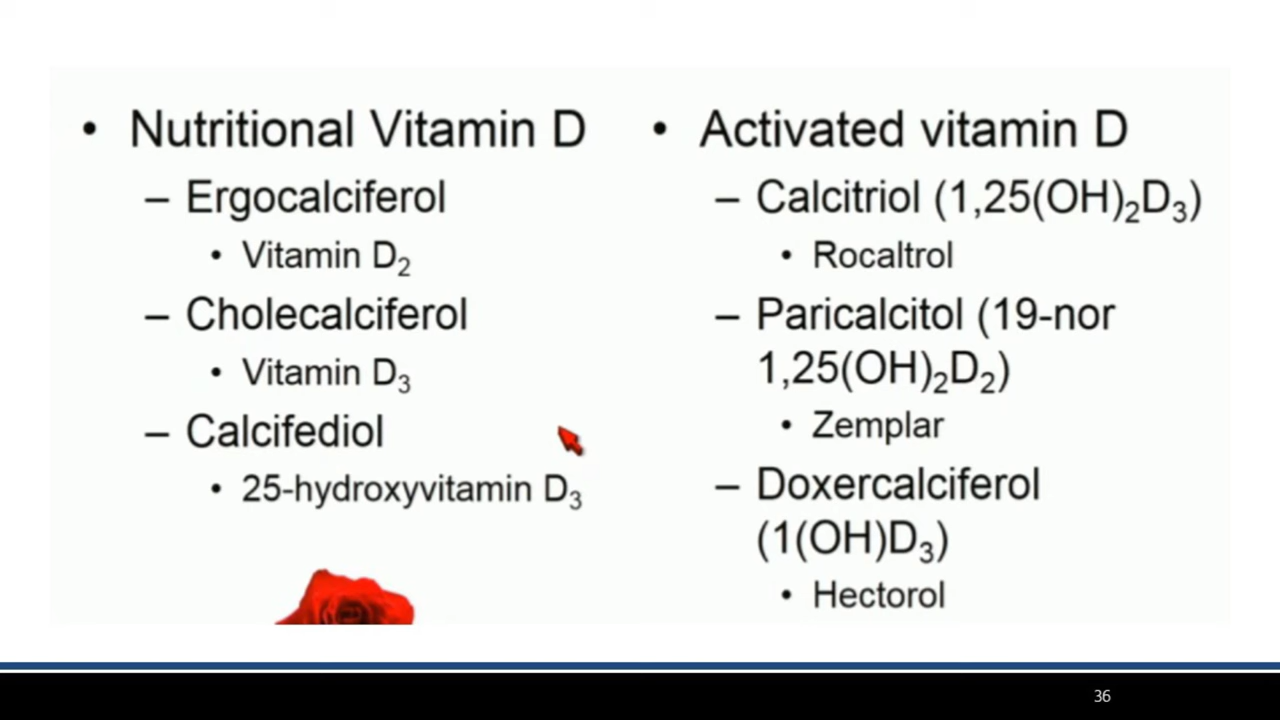 • Nutritional Vitamin D
– Ergocalciferol
• Vitamin D₂
– Cholecalciferol
• Vitamin D₃
– Calcifediol
• 25-hydroxyvitamin D₃
• Activated vitamin D
– Calcitriol (1,25(OH)₂D₃)
• Rocaltrol
– Paricalcitol (19-nor
1,25(OH)₂D₂)
• Zemplar
– Doxercalciferol
(1(OH)D₃)
• Hectorol
36